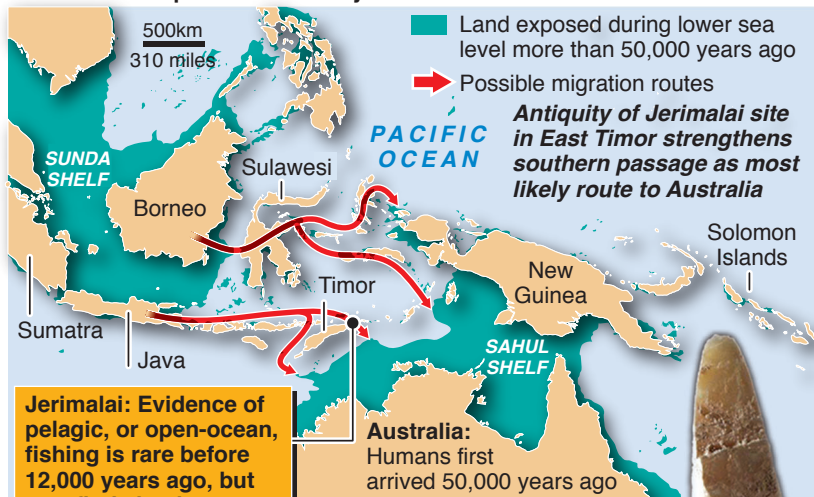 500km
310 miles
Land exposed during lower sea
level more than 50,000 years ago
Possible migration routes
Antiquity of Jerimalai site
in East Timor strengthens
southern passage as most
likely route to Australia
PACIFIC
OCEAN
SUNDA
SHELF
Sulawesi
Borneo
Solomon
Islands
New
Guinea
Timor
Sumatra
Java
SAHUL
SHELF
Jerimalai: Evidence of
pelagic, or open-ocean,
fishing is rare before
12,000 years ago, but
Australia:
Humans first
arrived 50,000 years ago